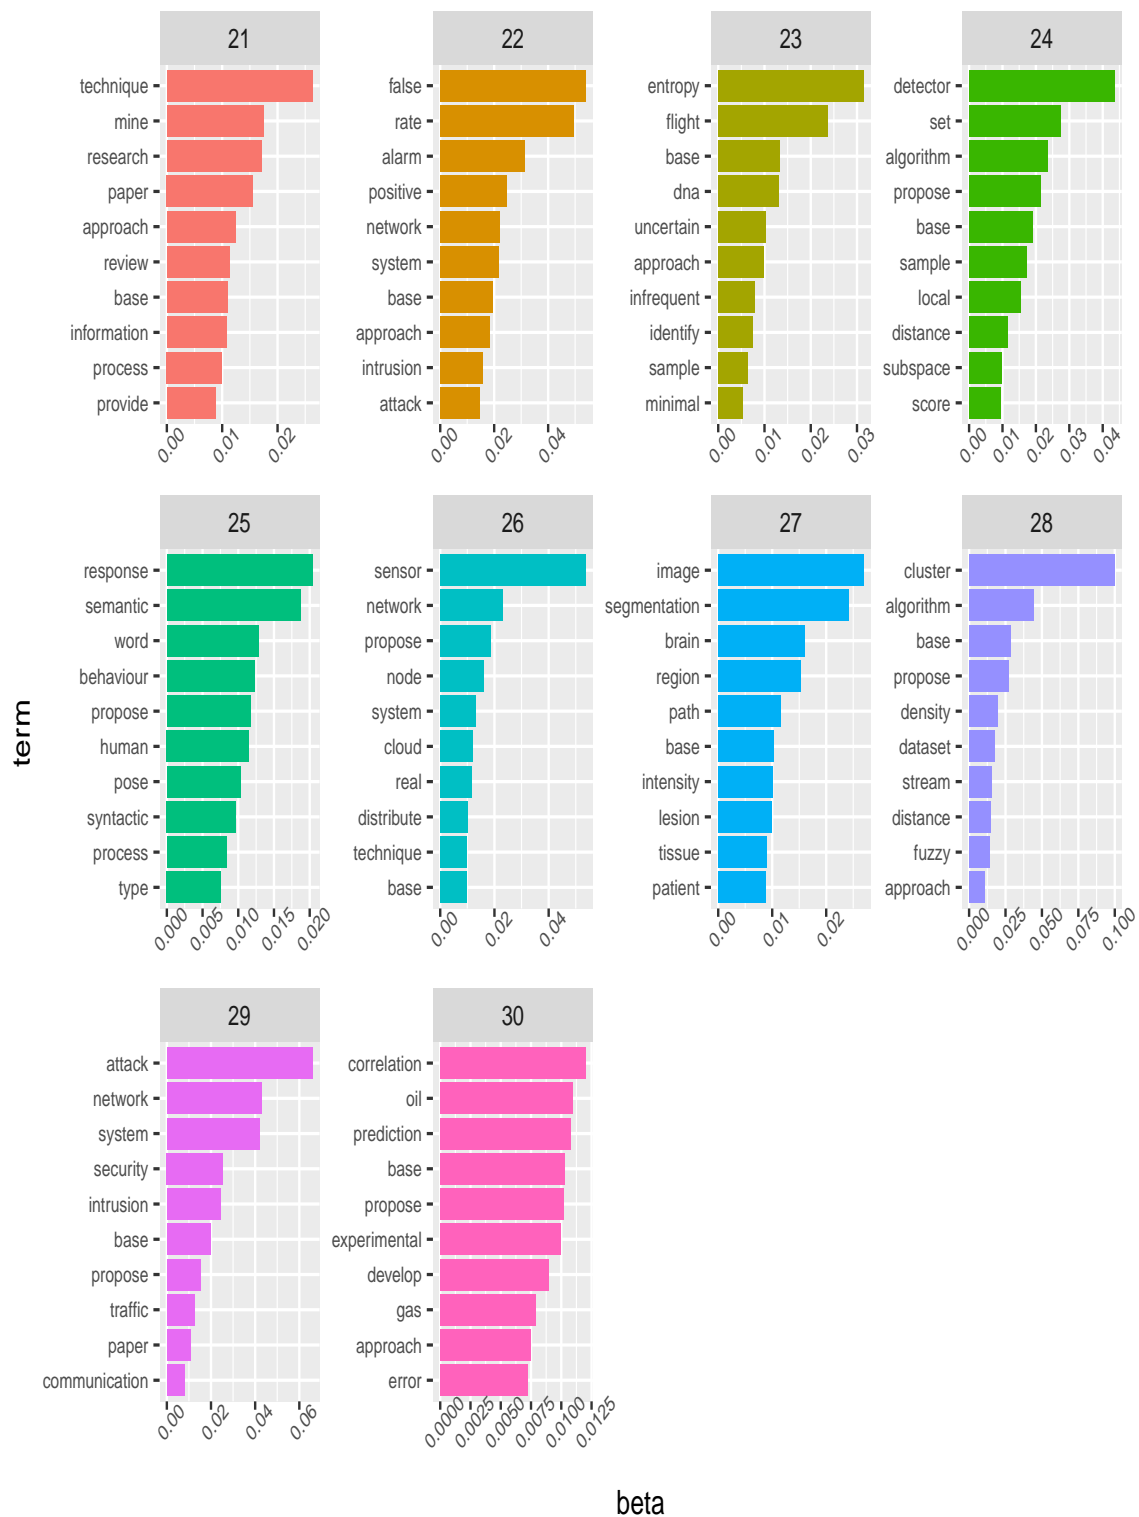 21
technique
mine
research
paper
approach
review
base
information
process
provide
0.00 0.01 0.02
22
false
rate
alarm
positive
network
system
base
approach
intrusion
attack
0.00 0.02 0.04
23
entropy
flight
base
dna
uncertain
approach
infrequent
identify
sample
minimal
0.00 0.01 0.02 0.03
24
detector
set
algorithm
propose
base
sample
local
distance
subspace
score
0.00 0.01 0.02 0.03 0.04
25
response
semantic
word
behaviour
propose
human
pose
syntactic
process
type
0.000 0.005 0.010 0.015 0.020
26
sensor
network
propose
node
system
cloud
real
distribute
technique
base
0.00 0.02 0.04
27
image
segmentation
brain
region
path
base
intensity
lesion
tissue
patient
0.00 0.01 0.02
28
cluster
algorithm
base
propose
density
dataset
stream
distance
fuzzy
approach
0.000 0.025 0.050 0.075 0.100
29
attack
network
system
security
intrusion
base
propose
traffic
paper
communication
0.00 0.02 0.04 0.06
30
correlation
oil
prediction
base
propose
experimental
develop
gas
approach
error
0.0000 0.0025 0.0050 0.0075 0.0100 0.0125
term
beta